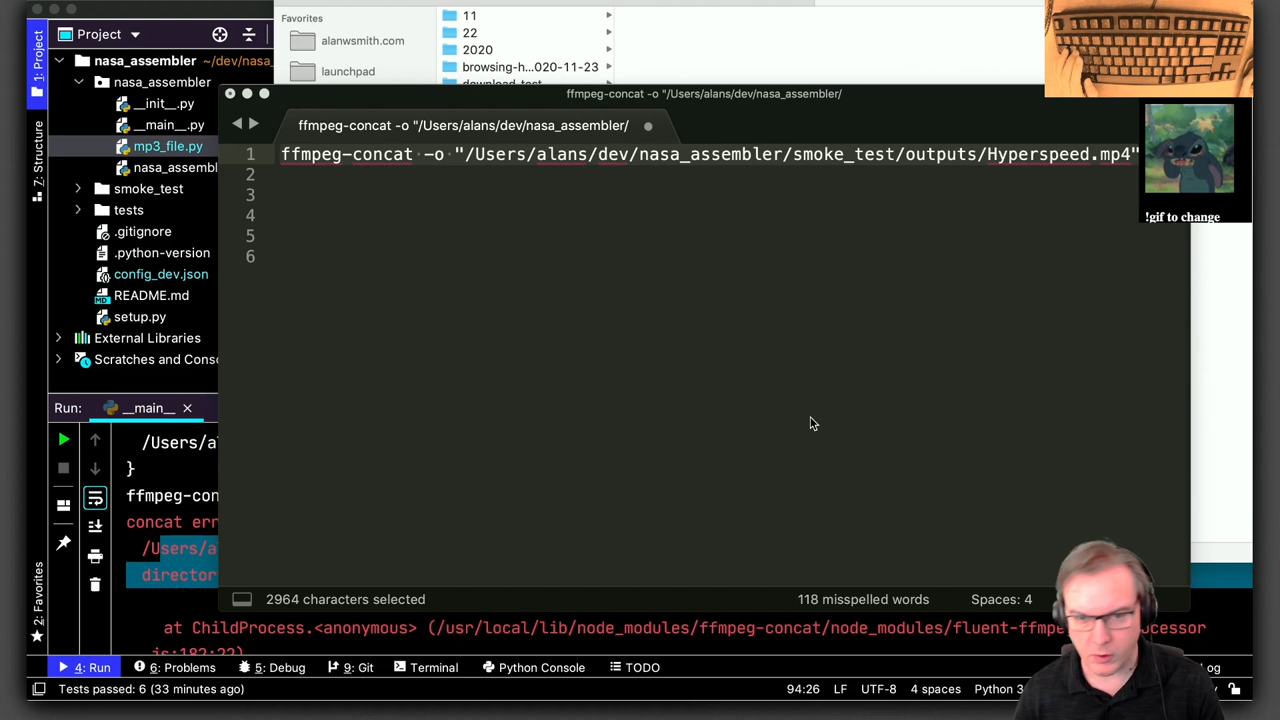 Project
Favorites
alanwsmith.com
launchpad
11
22
2020
browsing-h...020-11-23
nasa_assembler ~/dev/nasa_
nasa_assembler
__init__.py
__main__.py
mp3_file.py
nasa_assembl
smoke_test
tests
.gitignore
.python-version
config_dev.json
README.md
setup.py
External Libraries
Scratches and Conso
1: Project
7: Structure
2: Favorites
ffmpeg-concat -o "/Users/alans/dev/nasa_assembler/
ffmpeg-concat -o "/Users/alans/dev/nasa_assembler/
1 ffmpeg-concat -o "/Users/alans/dev/nasa_assembler/smoke_test/outputs/Hyperspeed.mp4"
2
3
4
5
6
!gif to change
2964 characters selected
118 misspelled words
Spaces: 4
Run: __main__
/Users/al
}
ffmpeg-con
concat err
/Users/a
director
at ChildProcess.<anonymous> (/usr/local/lib/node_modules/ffmpeg-concat/node_modules/fluent-ffmpe
ocessor
js:182:22)
4: Run
6: Problems
5: Debug
9: Git
Terminal
Python Console
TODO
Tests passed: 6 (33 minutes ago)
94:26
LF
UTF-8
4 spaces
Python 3